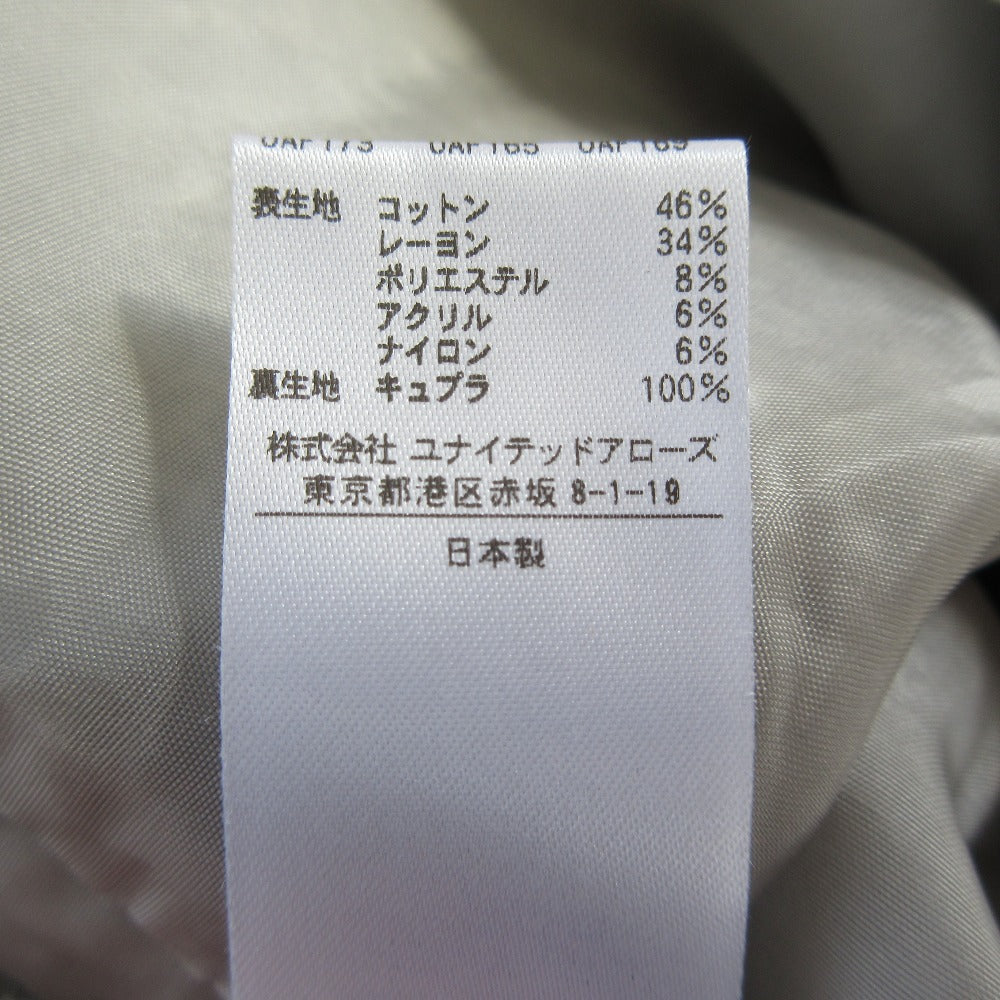 UAF173 UAF165 UAF169
表生地 コットン 46%
レーヨン 34%
ポリエステル 8%
アクリル 6%
ナイロン 6%
裏生地 キュプラ 100%
株式会社 ユナイテッドアローズ
東京都港区赤坂 8-1-19
日本製